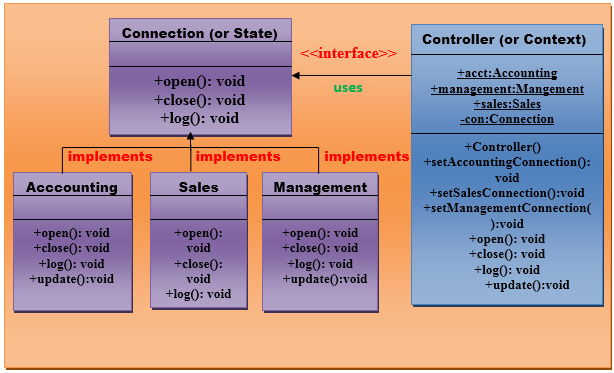 Connection (or State)
+open(): void
+close(): void
+log(): void
<<interface>>
uses
Controller (or Context)
+acct:Accounting
+management:Mangement
+sales:Sales
-con:Connection
+Controller()
+setAccountingConnection():
void
+setSalesConnection():void
+setManagementConnection(
):void
+open(): void
+close(): void
+log(): void
+update():void
implements
implements
implements
Acccounting
+open(): void
+close(): void
+log(): void
+update():void
Sales
+open():
void
+close():
void
+log(): void
Management
+open(): void
+close(): void
+log(): void
+update():void